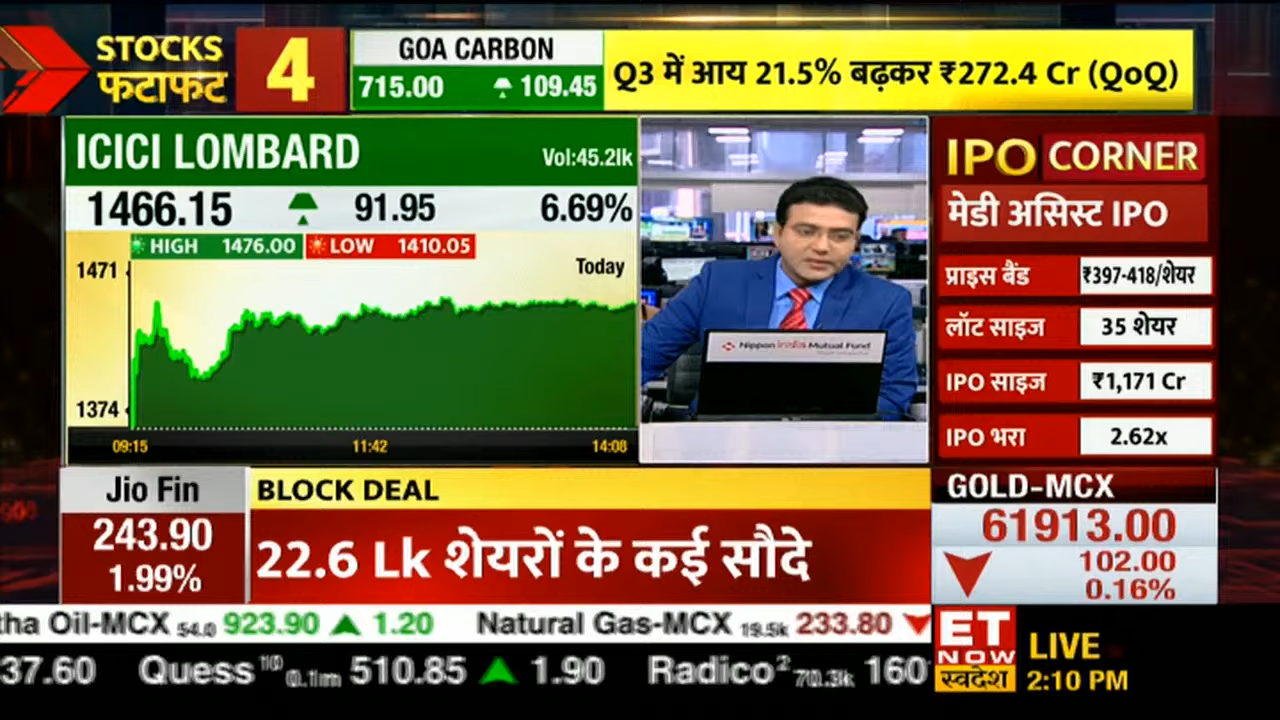 STOCKS
फटाफट
4
GOA CARBON
715.00 109.45
Q3 में आय 21.5% बढ़कर ₹272.4 Cr (QoQ)
ICICI LOMBARD Vol:45.2lk
1466.15 91.95 6.69%
HIGH 1476.00 LOW 1410.05
1471
Today
1374
09:15 11:42 14:08
Nippon india Mutual Fund
IPO CORNER
मेडी असिस्ट IPO
प्राइस बैंड ₹397-418/शेयर
लॉट साइज 35 शेयर
IPO साइज ₹1,171 Cr
IPO भरा 2.62x
Jio Fin
243.90
1.99%
BLOCK DEAL
22.6 Lk शेयरों के कई सौदे
GOLD-MCX
61913.00
102.00
0.16%
tha Oil-MCX 54.0 923.90 1.20 Natural Gas-MCX 19.5k 233.80
37.60 Quess 10 0.1m 510.85 1.90 Radico 2 70.3k 160
ET
NOW
स्वदेश
LIVE
2:10 PM